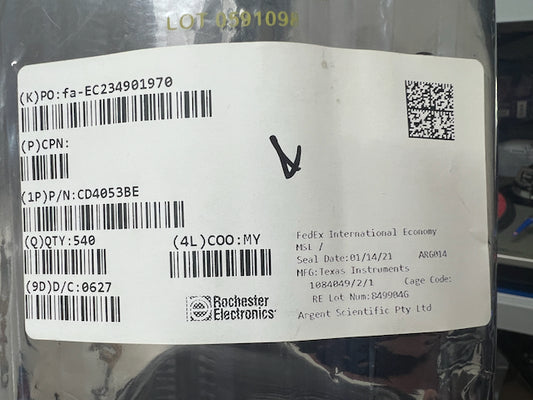 LOT 0591098
(K)PO:fa-EC234901970
(P)CPN:
(1P)P/N:CD4053BE
(Q)QTY:540
(4L)COO:MY
(9D)D/C:0627
Rochester
Electronics
FedEx International Economy
MSL /
Seal Date:01/14/21 ARG014
MFG:Texas Instruments
1084049/2/1 Cage Code:
RE Lot Num:849904G
Argent Scientific Pty Ltd